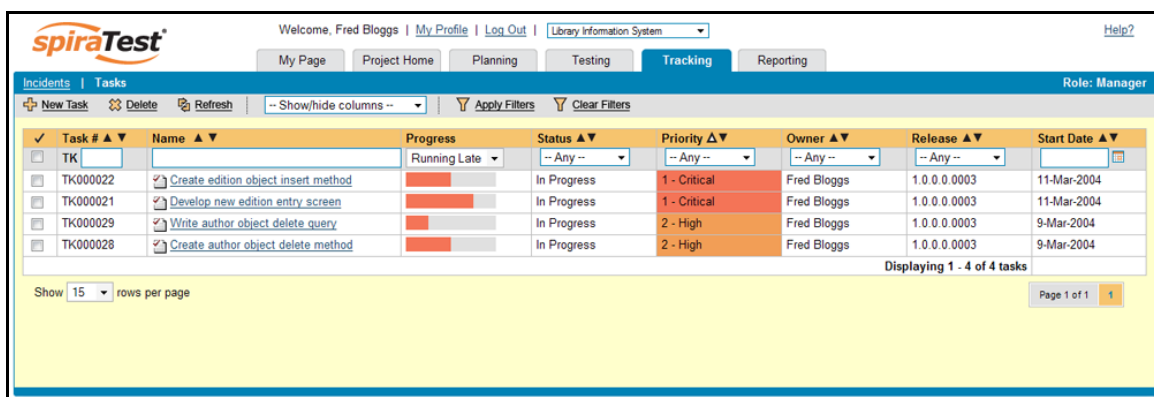 spiraTest®
Welcome, Fred Bloggs | My Profile | Log Out | Library Information System Help?
My Page Project Home Planning Testing Tracking Reporting
Incidents | Tasks Role: Manager
New Task Delete Refresh -- Show/hide columns -- Apply Filters Clear Filters
Task # Name Progress Status Priority Owner Release Start Date
TK Running Late -- Any -- -- Any -- -- Any -- -- Any --
TK000022 Create edition object insert method In Progress 1 - Critical Fred Bloggs 1.0.0.0.0003 11-Mar-2004
TK000021 Develop new edition entry screen In Progress 1 - Critical Fred Bloggs 1.0.0.0.0003 11-Mar-2004
TK000029 Write author object delete query In Progress 2 - High Fred Bloggs 1.0.0.0.0003 9-Mar-2004
TK000028 Create author object delete method In Progress 2 - High Fred Bloggs 1.0.0.0.0003 9-Mar-2004
Displaying 1 - 4 of 4 tasks
Show 15 rows per page Page 1 of 1 1